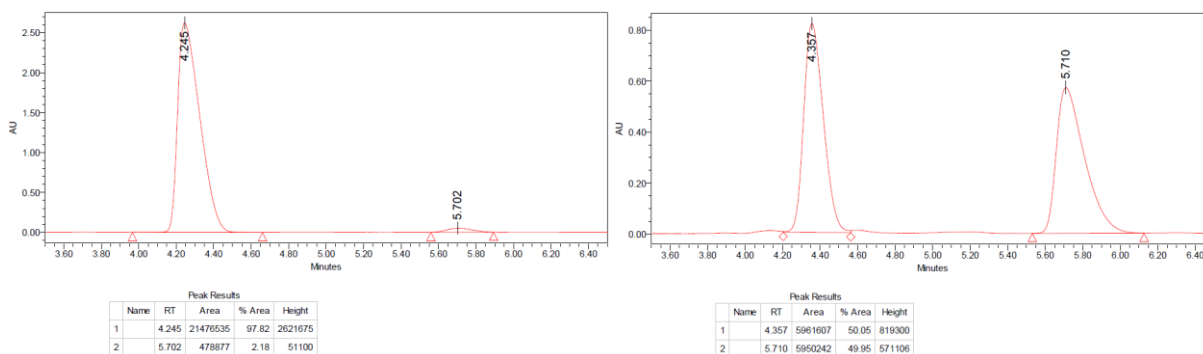 2.50
2.00
1.50
1.00
0.50
0.00
AU
4.245
5.702
3.60 3.80 4.00 4.20 4.40 4.60 4.80 5.00 5.20 5.40 5.60 5.80 6.00 6.20 6.40
Minutes
Peak Results
Name RT Area % Area Height
1 4.245 21476535 97.82 2621675
2 5.702 478877 2.18 51100
0.80
0.60
0.40
0.20
0.00
AU
4.357
5.710
3.60 3.80 4.00 4.20 4.40 4.60 4.80 5.00 5.20 5.40 5.60 5.80 6.00 6.20 6.40
Minutes
Peak Results
Name RT Area % Area Height
1 4.357 5961607 50.05 819300
2 5.710 5950242 49.95 571106